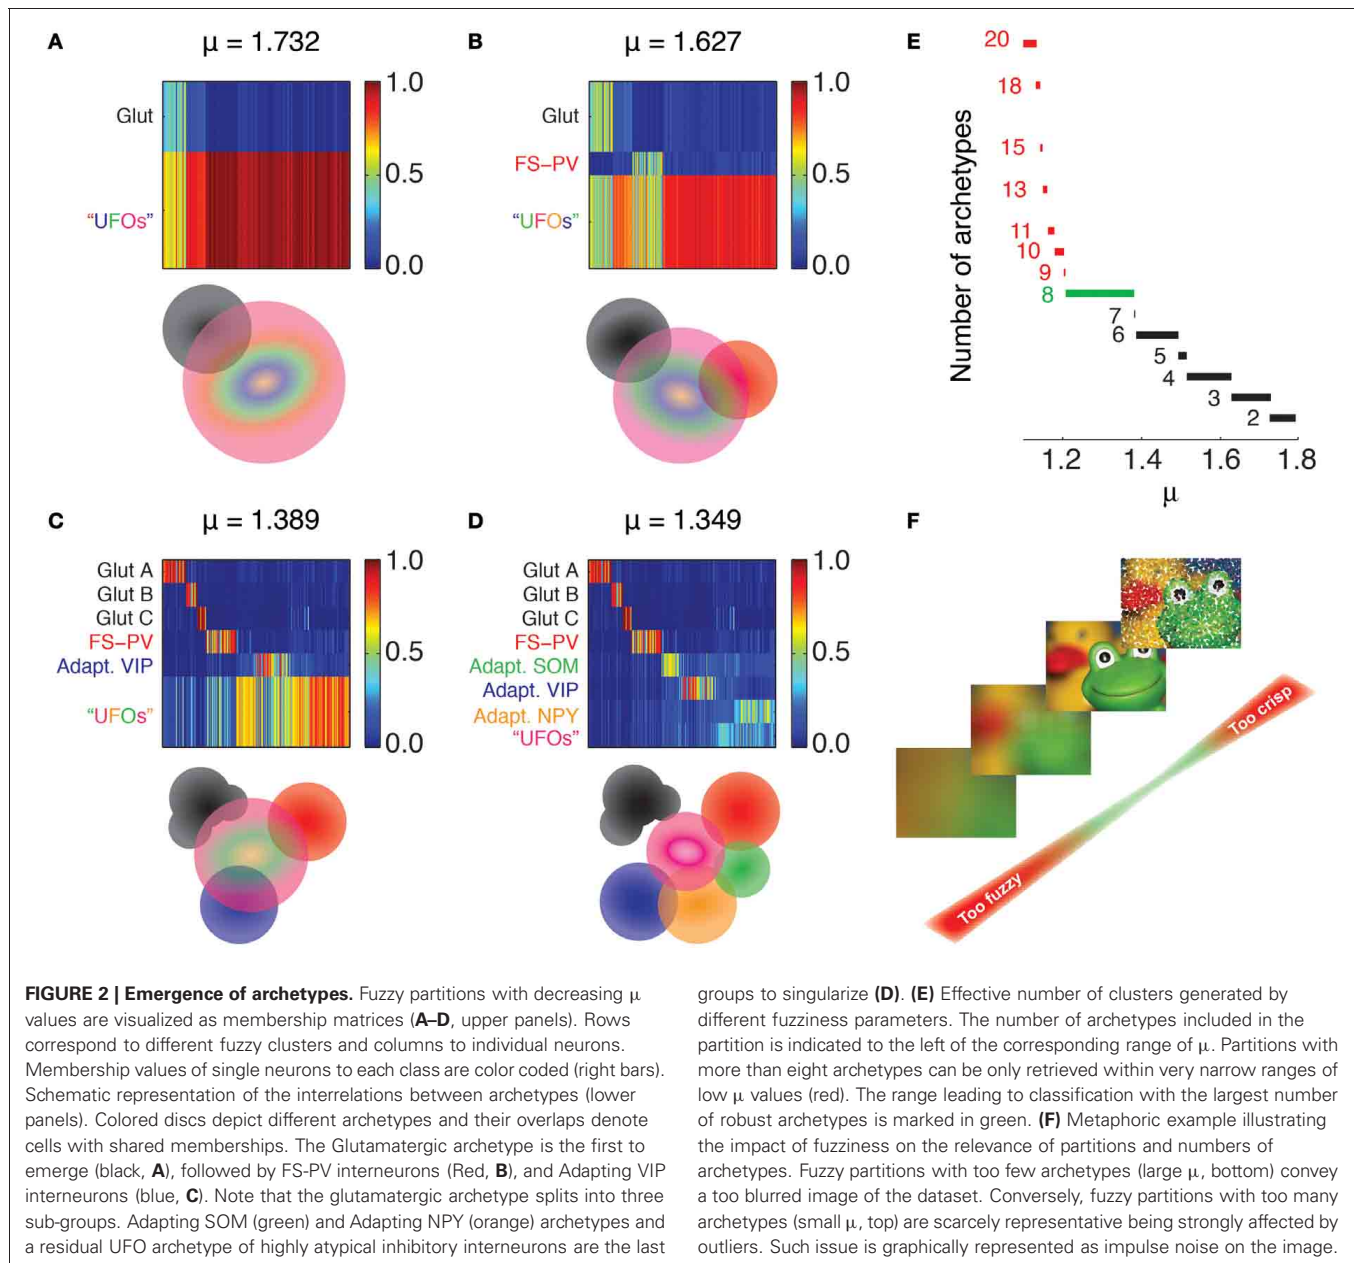 A
μ = 1.732
Glut
“UFOs”
1.0
0.5
0.0
B
μ = 1.627
Glut
FS–PV
“UFOs”
1.0
0.5
0.0
E
Number of archetypes
20
18
15
13
11
10
9
8
7
6
5
4
3
2
1.2 1.4 1.6 1.8
μ
C
μ = 1.389
Glut A
Glut B
Glut C
FS–PV
Adapt. VIP
“UFOs”
1.0
0.5
0.0
D
μ = 1.349
Glut A
Glut B
Glut C
FS–PV
Adapt. SOM
Adapt. VIP
Adapt. NPY
“UFOs”
1.0
0.5
0.0
F
Too crisp
Too fuzzy
FIGURE 2 | Emergence of archetypes. Fuzzy partitions with decreasing μ
values are visualized as membership matrices (A–D, upper panels). Rows
correspond to different fuzzy clusters and columns to individual neurons.
Membership values of single neurons to each class are color coded (right bars).
Schematic representation of the interrelations between archetypes (lower
panels). Colored discs depict different archetypes and their overlaps denote
cells with shared memberships. The Glutamatergic archetype is the first to
emerge (black, A), followed by FS-PV interneurons (Red, B), and Adapting VIP
interneurons (blue, C). Note that the glutamatergic archetype splits into three
sub-groups. Adapting SOM (green) and Adapting NPY (orange) archetypes and
a residual UFO archetype of highly atypical inhibitory interneurons are the last
groups to singularize (D). (E) Effective number of clusters generated by
different fuzziness parameters. The number of archetypes included in the
partition is indicated to the left of the corresponding range of μ. Partitions with
more than eight archetypes can be only retrieved within very narrow ranges of
low μ values (red). The range leading to classification with the largest number
of robust archetypes is marked in green. (F) Metaphoric example illustrating
the impact of fuzziness on the relevance of partitions and numbers of
archetypes. Fuzzy partitions with too few archetypes (large μ, bottom) convey
a too blurred image of the dataset. Conversely, fuzzy partitions with too many
archetypes (small μ, top) are scarcely representative being strongly affected by
outliers. Such issue is graphically represented as impulse noise on the image.